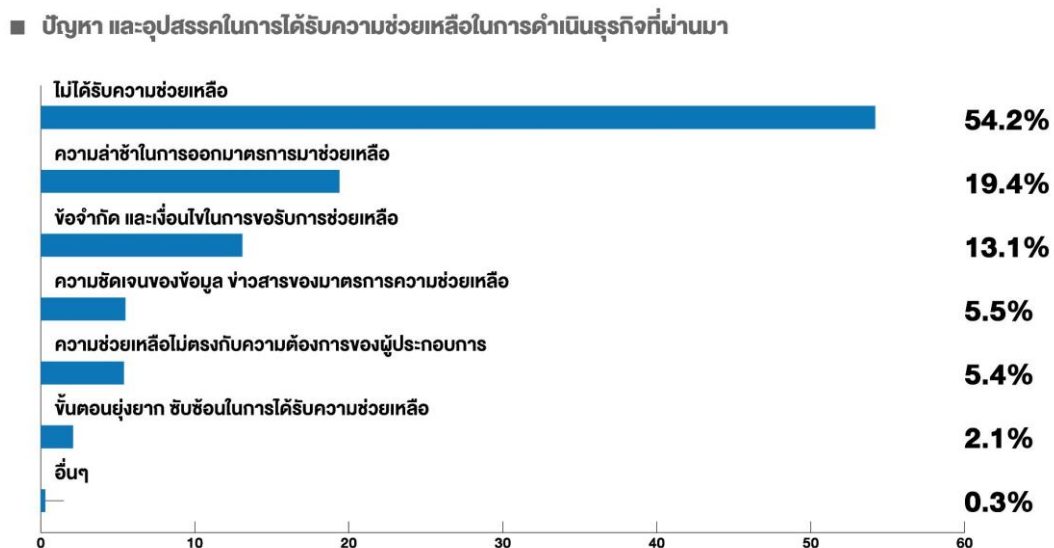 ■ ปัญหา และอุปสรรคในการได้รับความช่วยเหลือในการดำเนินธุรกิจที่ผ่านมา
ไม่ได้รับความช่วยเหลือ
54.2%
ความล่าช้าในการออกมาตรการมาช่วยเหลือ
19.4%
ข้อจำกัด และเงื่อนไขในการขอรับการช่วยเหลือ
13.1%
ความชัดเจนของข้อมูล ข่าวสารของมาตรการความช่วยเหลือ
5.5%
ความช่วยเหลือไม่ตรงกับความต้องการของผู้ประกอบการ
5.4%
ขั้นตอนยุ่งยาก ซับซ้อนในการได้รับความช่วยเหลือ
2.1%
อื่นๆ
0.3%
0 10 20 30 40 50 60